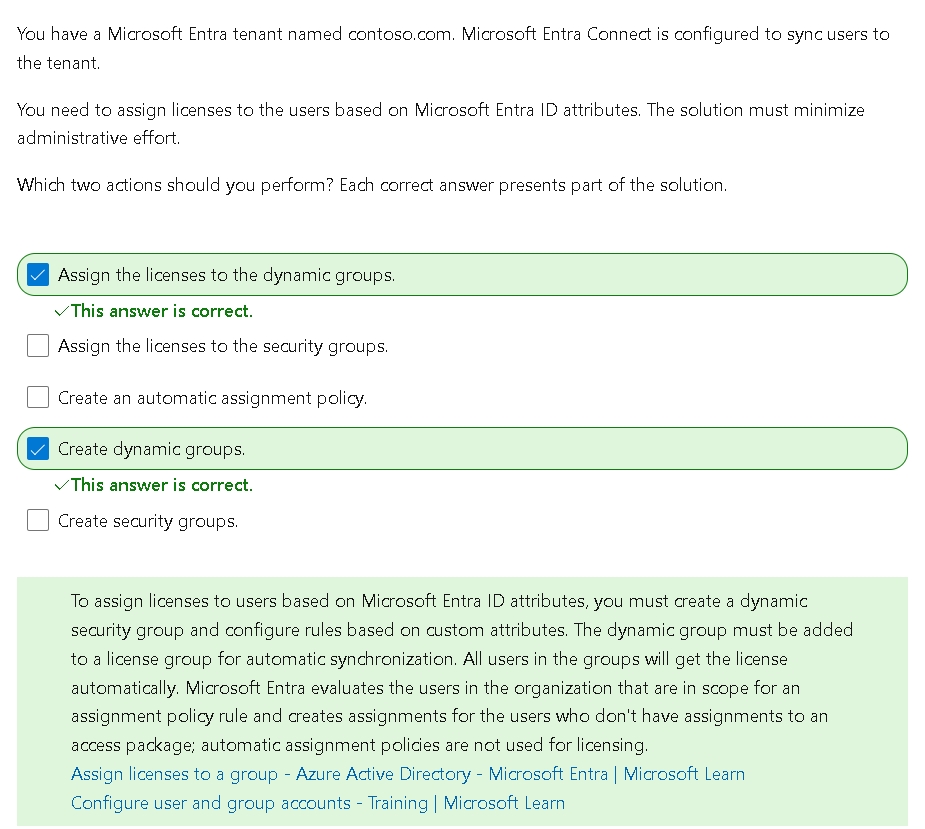 You have a Microsoft Entra tenant named contoso.com. Microsoft Entra Connect is configured to sync users to
the tenant.
You need to assign licenses to the users based on Microsoft Entra ID attributes. The solution must minimize
administrative effort.
Which two actions should you perform? Each correct answer presents part of the solution.
Assign the licenses to the dynamic groups.
This answer is correct.
Assign the licenses to the security groups.
Create an automatic assignment policy.
Create dynamic groups.
This answer is correct.
Create security groups.
To assign licenses to users based on Microsoft Entra ID attributes, you must create a dynamic
security group and configure rules based on custom attributes. The dynamic group must be added
to a license group for automatic synchronization. All users in the groups will get the license
automatically. Microsoft Entra evaluates the users in the organization that are in scope for an
assignment policy rule and creates assignments for the users who don't have assignments to an
access package; automatic assignment policies are not used for licensing.
Assign licenses to a group - Azure Active Directory - Microsoft Entra | Microsoft Learn
Configure user and group accounts - Training | Microsoft Learn